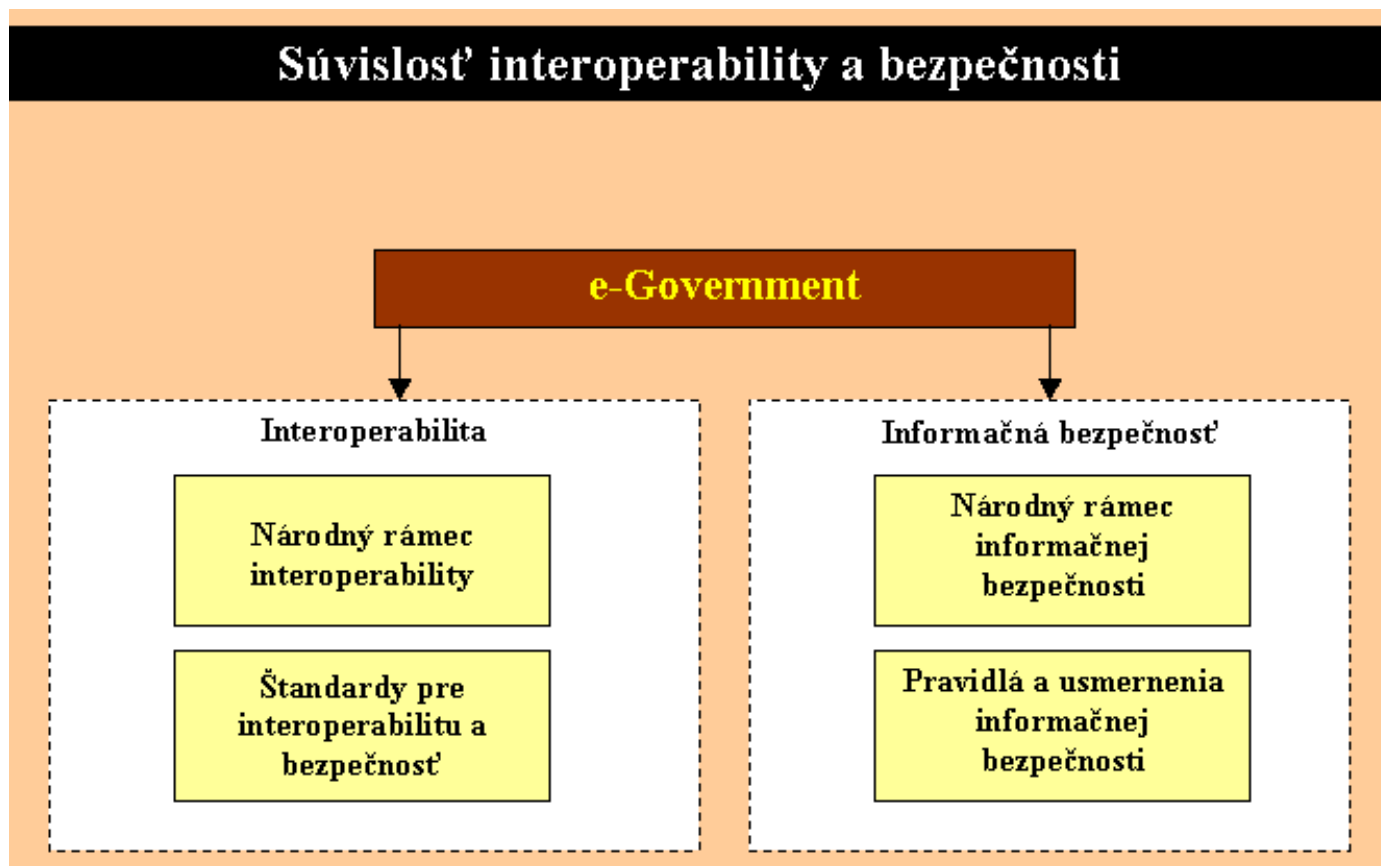 Súvislosť interoperability a bezpečnosti
e-Government
Interoperabilita
Národný rámec
interoperability
Štandardy pre
interoperabilitu a
bezpečnosť
Informačná bezpečnosť
Národný rámec
informačnej
bezpečnosti
Pravidlá a usmernenia
informačnej
bezpečnosti